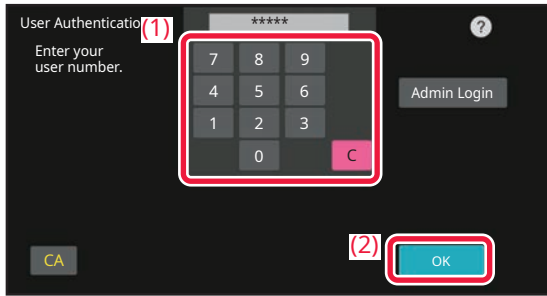 User Authentication
(1)
*****
?
Enter your
user number.
7 8 9
4 5 6
Admin Login
1 2 3
0 C
(2)
CA
OK